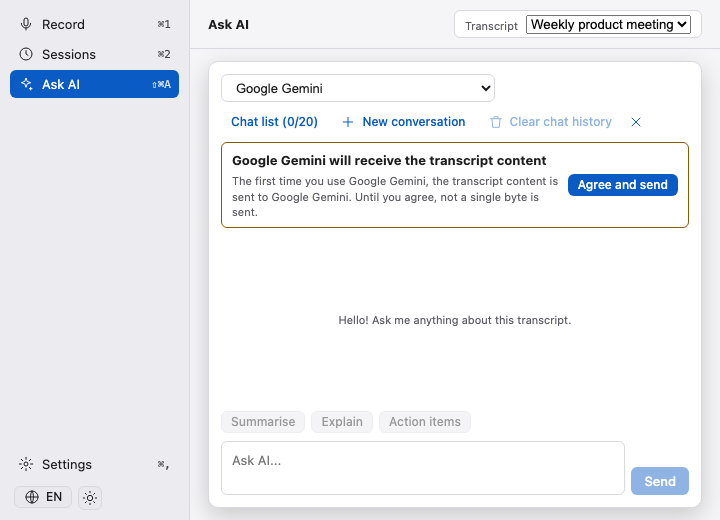 Record ⌘1
Sessions ⌘2
Ask AI ⇧⌘A
Settings ⌘,
EN
Ask AI
Transcript Weekly product meeting
Google Gemini
Chat list (0/20) New conversation Clear chat history
Google Gemini will receive the transcript content
The first time you use Google Gemini, the transcript content is
sent to Google Gemini. Until you agree, not a single byte is
sent.
Agree and send
Hello! Ask me anything about this transcript.
Summarise Explain Action items
Ask AI...
Send